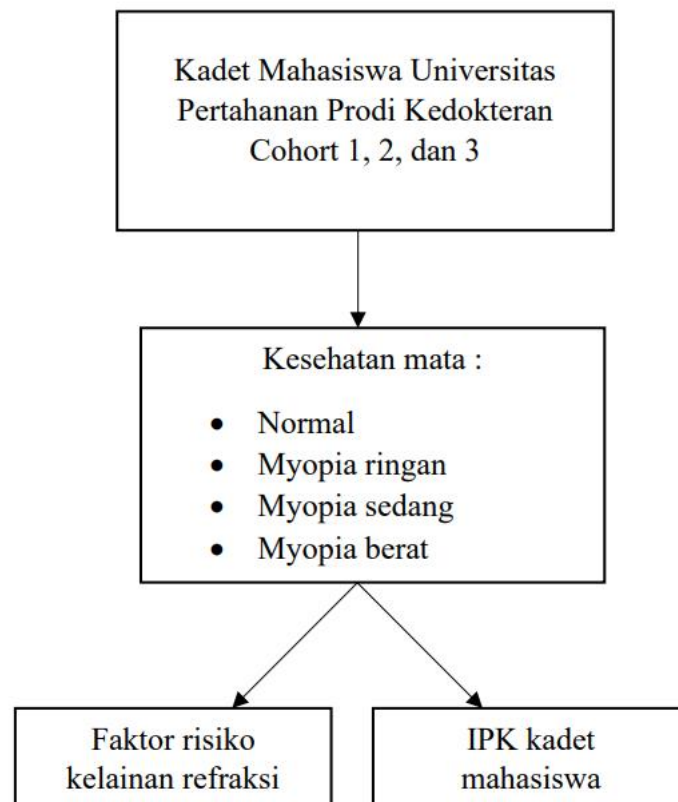 Kadet Mahasiswa Universitas
Pertahanan Prodi Kedokteran
Cohort 1, 2, dan 3
Kesehatan mata :
• Normal
• Myopia ringan
• Myopia sedang
• Myopia berat
Faktor risiko
kelainan refraksi
IPK kadet
mahasiswa